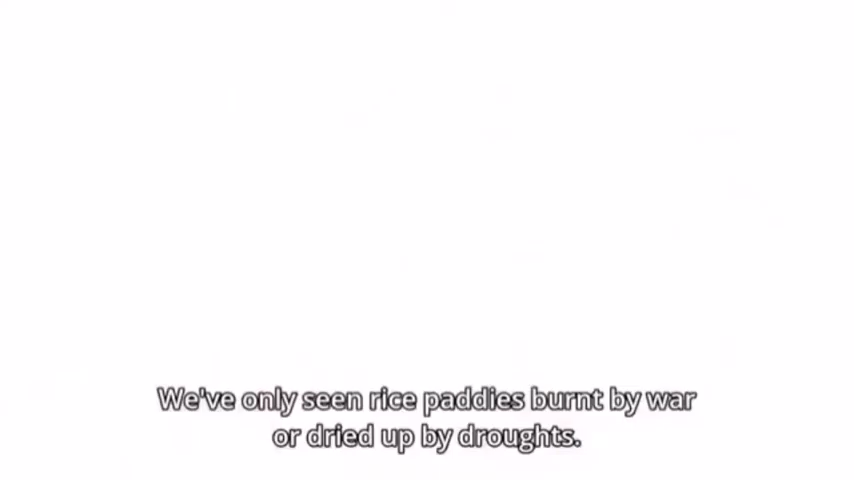 We've only seen rice paddies burnt by war
or dried up by droughts.